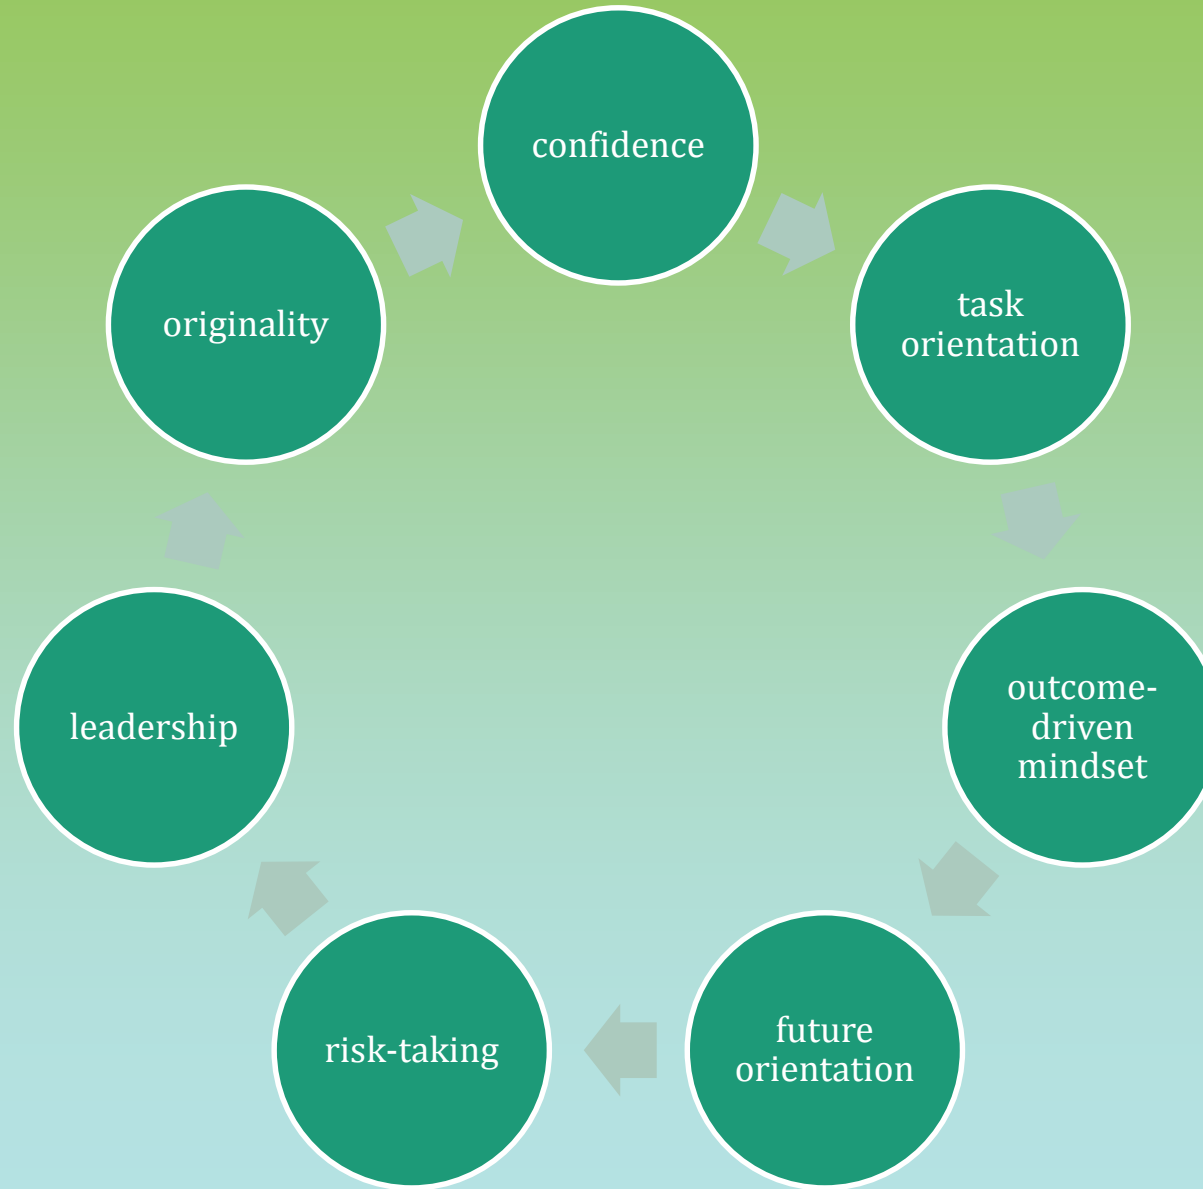 confidence
task
orientation
outcome-
driven
mindset
future
orientation
risk-taking
leadership
originality